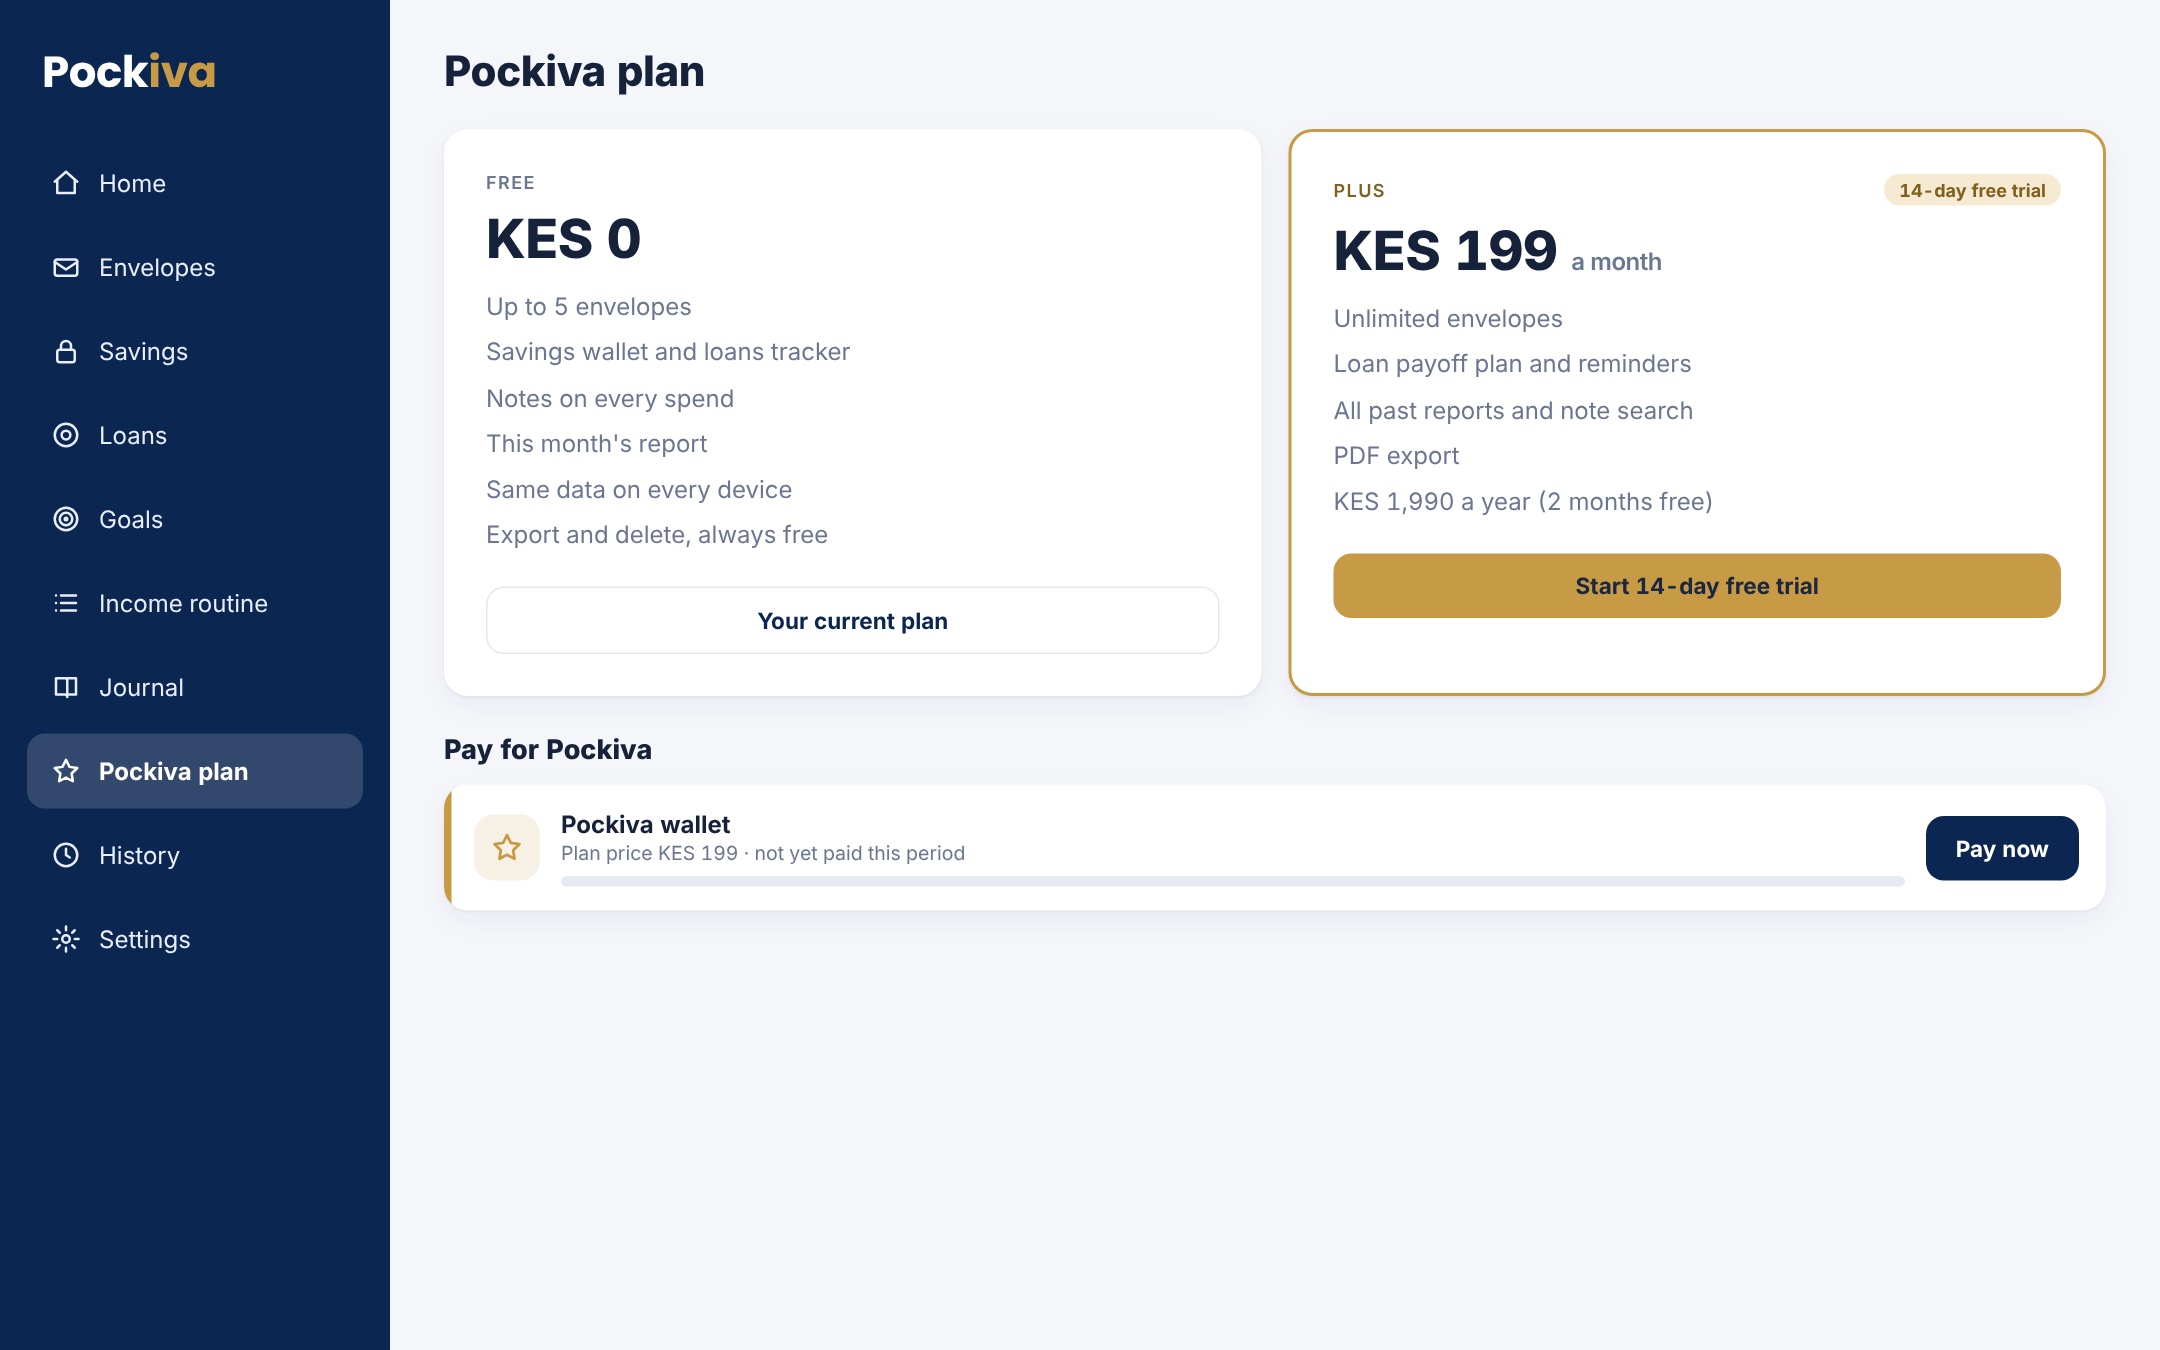 Pockiva
Home
Envelopes
Savings
Loans
Goals
Income routine
Journal
Pockiva plan
History
Settings
Pockiva plan
FREE
KES 0
Up to 5 envelopes
Savings wallet and loans tracker
Notes on every spend
This month's report
Same data on every device
Export and delete, always free
Your current plan
PLUS
14-day free trial
KES 199 a month
Unlimited envelopes
Loan payoff plan and reminders
All past reports and note search
PDF export
KES 1,990 a year (2 months free)
Start 14-day free trial
Pay for Pockiva
Pockiva wallet
Plan price KES 199 · not yet paid this period
Pay now